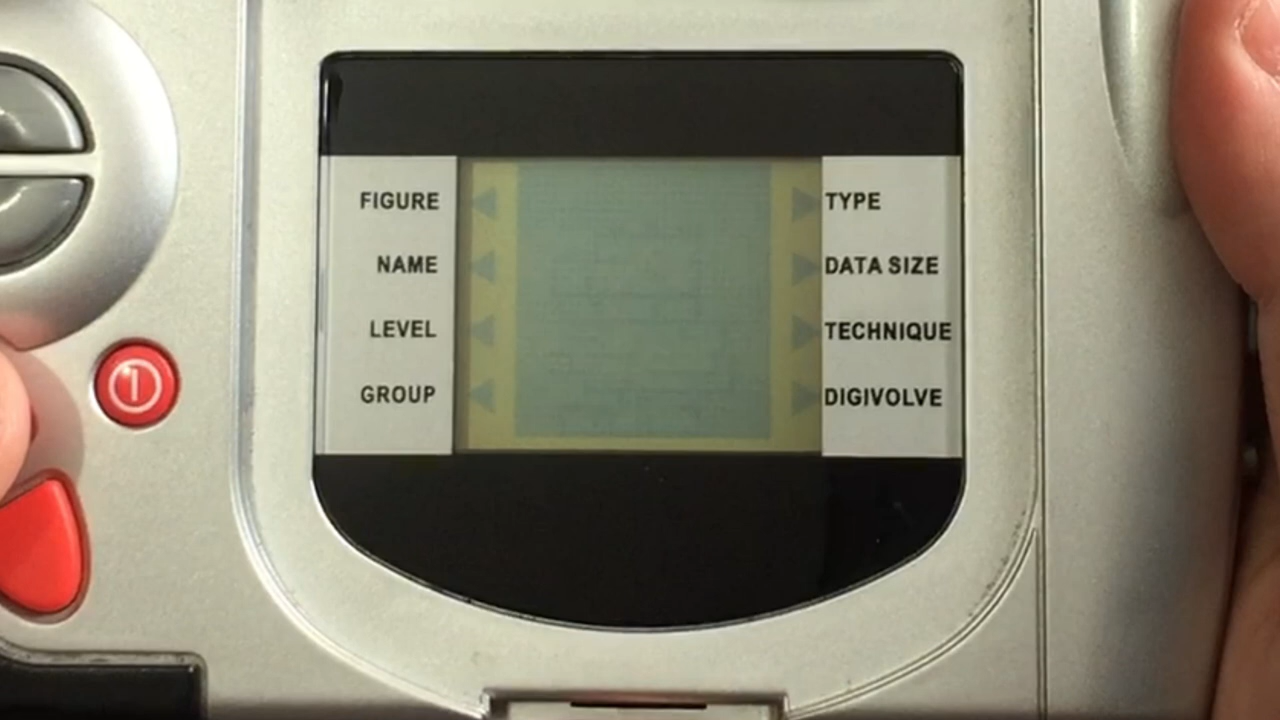 FIGURE
NAME
LEVEL
GROUP
TYPE
DATA SIZE
TECHNIQUE
DIGIVOLVE